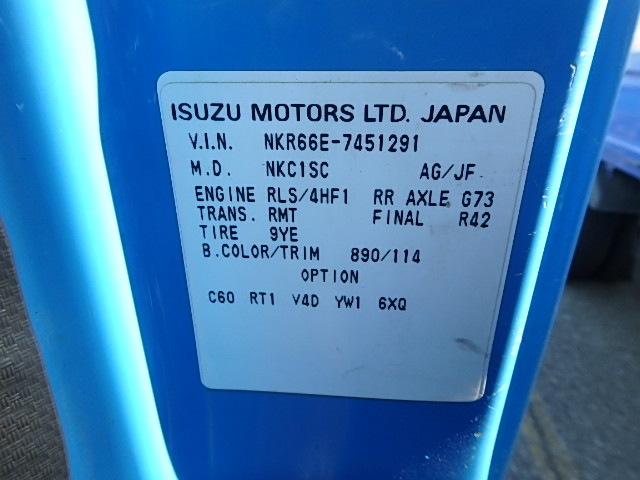 ISUZU MOTORS LTD. JAPAN
V.I.N. NKR66E-7451291
M.D. NKC1SC AG/JF
ENGINE RLS/4HF1 RR AXLE G73
TRANS. RMT FINAL R42
TIRE 9YE
B.COLOR/TRIM 890/114
OPTION
C60 RT1 V4D YW1 6XQ